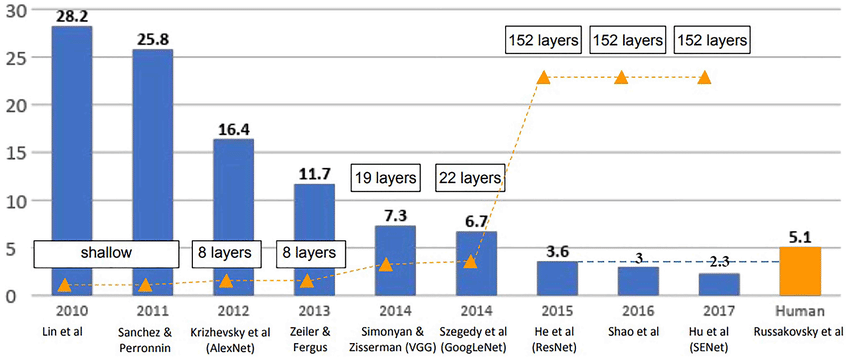 30
25
20
15
10
5
0
28.2
25.8
16.4
11.7
7.3
6.7
3.6
3
2.3
5.1
shallow
8 layers
8 layers
19 layers
22 layers
152 layers
152 layers
152 layers
2010
2011
2012
2013
2014
2014
2015
2016
2017
Human
Lin et al
Sanchez &
Perronnin
Krizhevsky et al
(AlexNet)
Zeiler &
Fergus
Simonyan &
Zisserman (VGG)
Szegedy et al
(GoogLeNet)
He et al
(ResNet)
Shao et al
Hu et al
(SENet)
Russakovsky et al